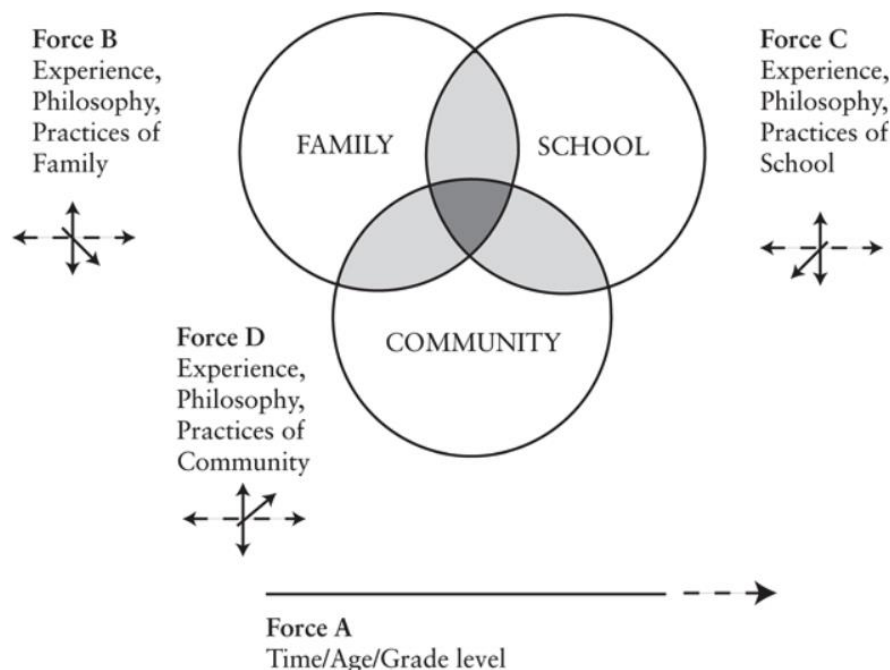 Force B
Experience,
Philosophy,
Practices of
Family
FAMILY
SCHOOL
Force C
Experience,
Philosophy,
Practices of
School
COMMUNITY
Force D
Experience,
Philosophy,
Practices of
Community
Force A
Time/Age/Grade level